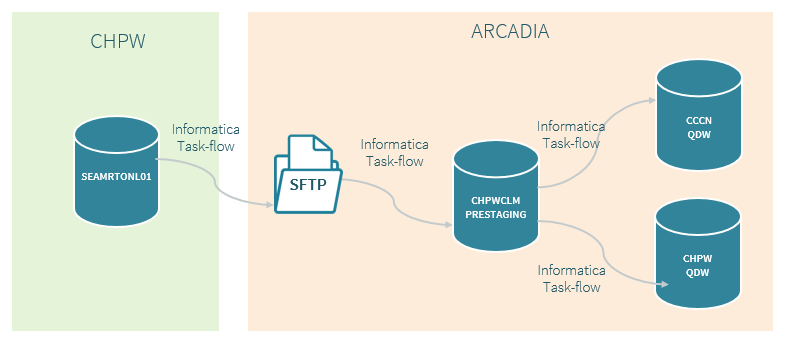 CHPW
ARCADIA
SEAMRTONL01
Informatica
Task-flow
SFTP
Informatica
Task-flow
CHPWCLM
PRESTAGING
Informatica
Task-flow
CCCN
QDW
Informatica
Task-flow
CHPW
QDW